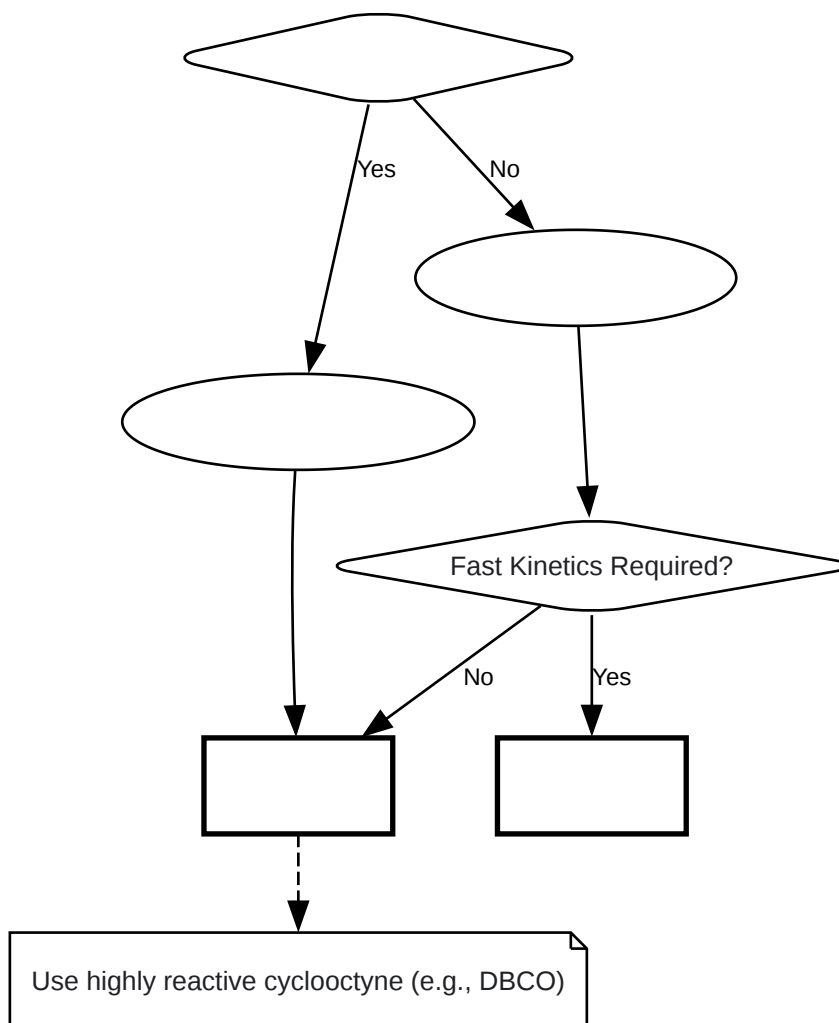 Yes
No
Fast Kinetics Required?
No
Yes
Use highly reactive cyclooctyne (e.g., DBCO)